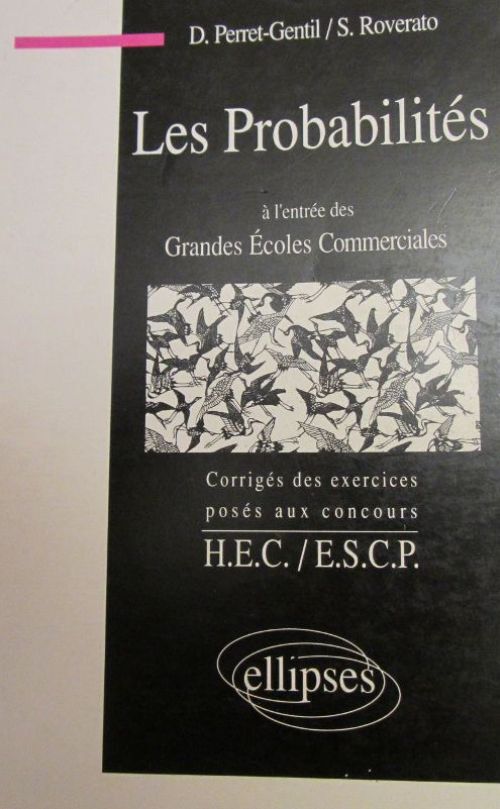 D. Perret-Gentil / S. Roverato
Les Probabilités
à l'entrée des
Grandes Écoles Commerciales
Corrigés des exercices
posés aux concours
H.E.C. / E.S.C.P.
ellipses